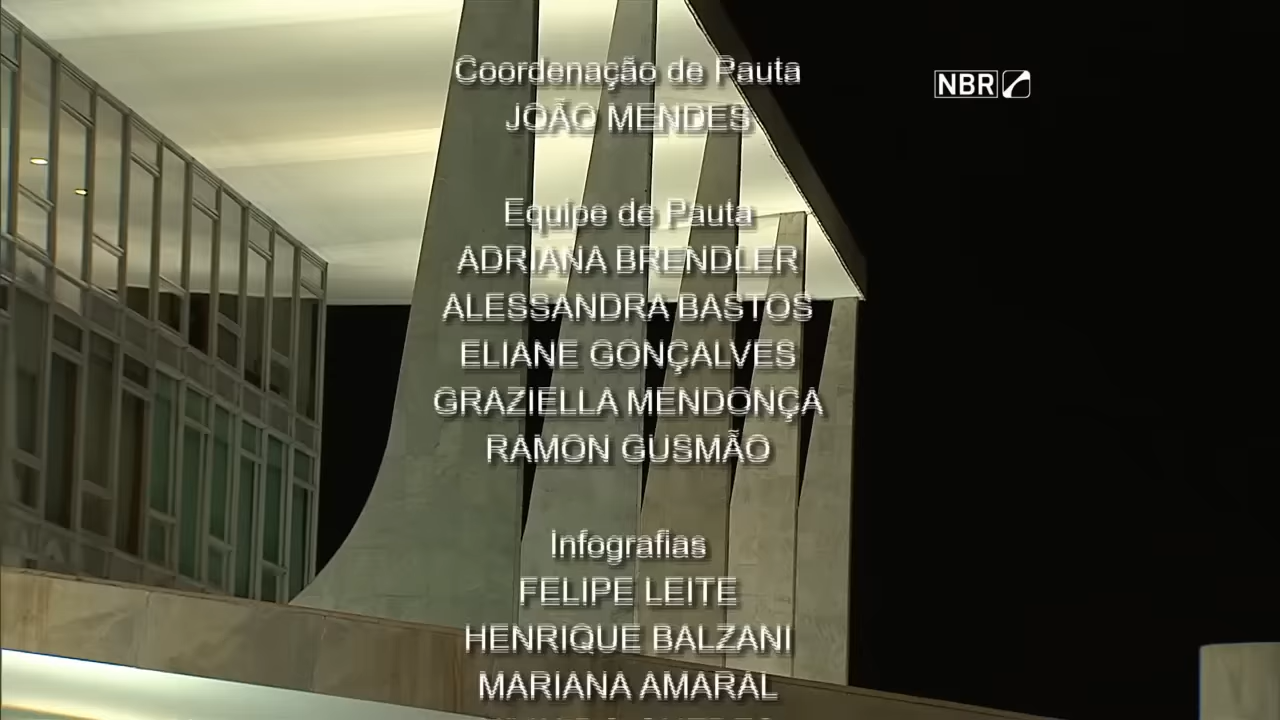 Coordenação de Pauta
NBR
JOÃO MENDES
Equipe de Pauta
ADRIANA BRENDLER
ALESSANDRA BASTOS
ELIANE GONÇALVES
GRAZIELLA MENDONÇA
RAMON GUSMÃO
Infografias
FELIPE LEITE
HENRIQUE BALZANI
MARIANA AMARAL